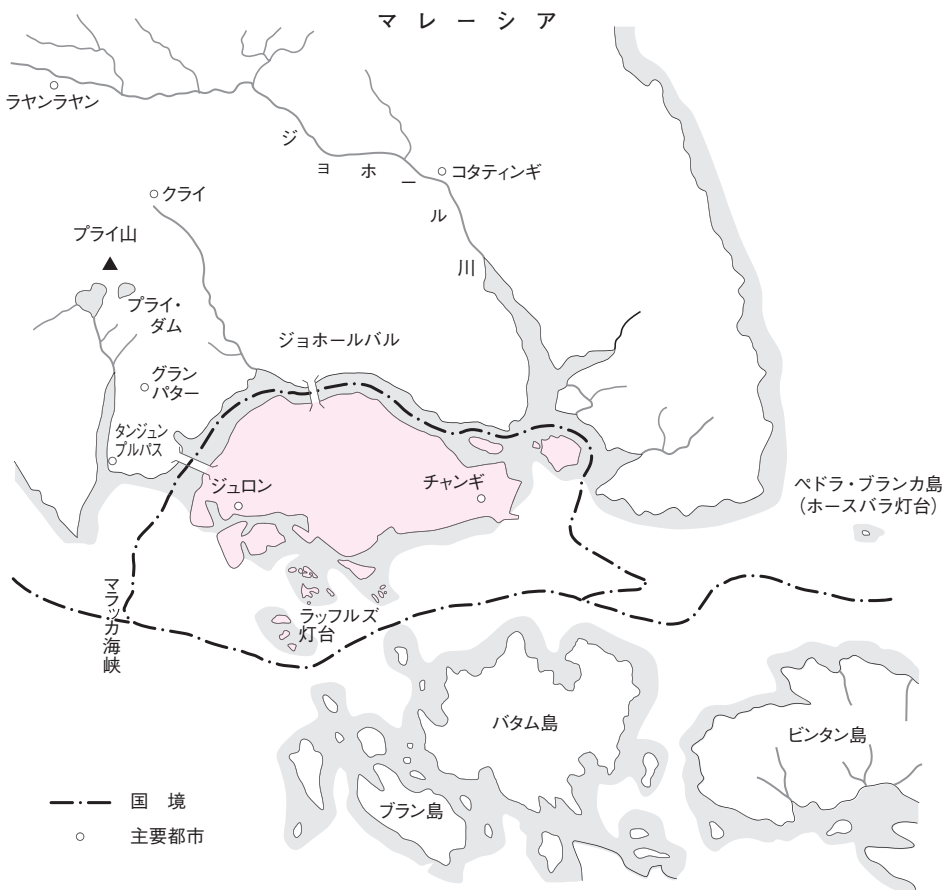 マレーシア
ラヤンラヤン
ジョホール川
コタティンギ
クライ
プライ山
プライ・
ダム
ジョホールバル
グラン
パター
タンジュン
プルパス
ジュロン
チャンギ
ペドラ・ブランカ島
（ホースバラ灯台）
マラッカ海峡
ラッフルズ
灯台
バタム島
ビンタン島
ブラン島
国境
主要都市